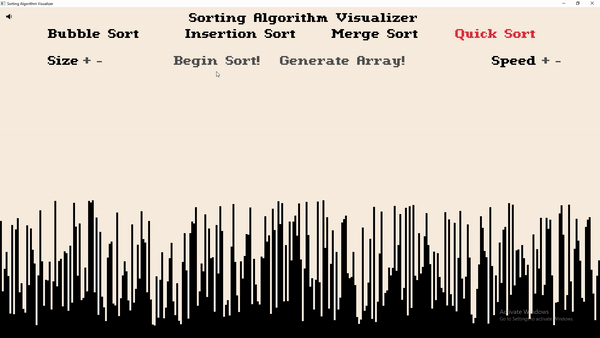 Sorting Algorithm Visualizer
Sorting Algorithm Visualizer
Bubble Sort Insertion Sort Merge Sort Quick Sort
Size + - Begin Sort! Generate Array! Speed + -
Activate Windows
Go to Settings to activate Windows.